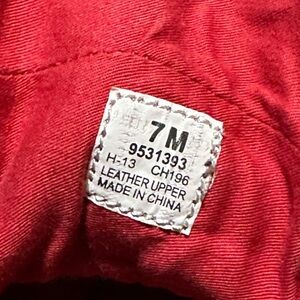 7M
9531393
H-13 CH196
LEATHER UPPER
MADE IN CHINA